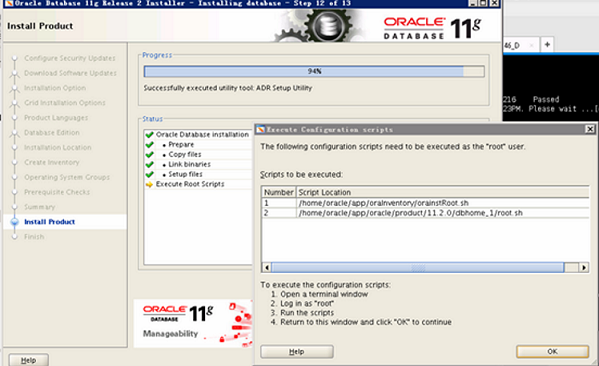 Oracle Database 11g Release 2 Installer - Installing database - Step 12 of 13
Install Product
ORACLE 11g
DATABASE
46_D
+
Configure Security Updates
Download Software Updates
Installation Option
Grid Installation Options
Product Languages
Database Edition
Installation Location
Create Inventory
Operating System Groups
Prerequisite Checks
Summary
Install Product
Finish
Progress
94%
Successfully executed utility tool: ADR Setup Utility
Status
Oracle Database installation
• Prepare
• Copy files
• Link binaries
• Setup files
Execute Root Scripts
ORACLE 11g
DATABASE
Manageability
Help
216 Passed
23PM. Please wait ...[
Execute Configuration scripts
The following configuration scripts need to be executed as the "root" user.
Scripts to be executed:
Number Script Location
1 /home/oracle/app/oraInventory/orainstRoot.sh
2 /home/oracle/app/oracle/product/11.2.0/dbhome_1/root.sh
To execute the configuration scripts:
1. Open a terminal window
2. Log in as "root"
3. Run the scripts
4. Return to this window and click "OK" to continue
Help
OK